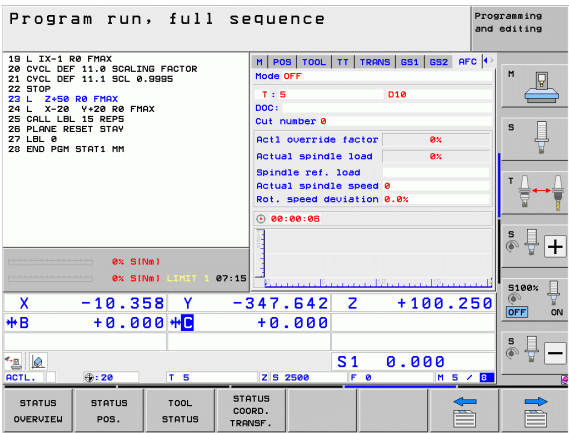 Program run, full sequence
Programming
and editing
19 L IX-1 R0 FMAX
20 CYCL DEF 11.0 SCALING FACTOR
21 CYCL DEF 11.1 SCL 0.9995
22 STOP
23 L Z+50 R0 FMAX
24 L X-20 Y+20 R0 FMAX
25 CALL LBL 15 REP5
26 PLANE RESET STAY
27 LBL 0
28 END PGM STAT1 MM
0% S[Nm]
0% S[Nm] LIMIT 1 07:15
M POS TOOL TT TRANS GS1 GS2 AFC
Mode OFF
T : 5 D10
DOC:
Cut number 0
Actl override factor 0%
Actual spindle load 0%
Spindle ref. load
Actual spindle speed 0
Rot. speed deviation 0.0%
00:00:06
M
S
T
S
S100%
OFF ON
S
X -10.358 Y -347.642 Z +100.250
B +0.000 C +0.000
S1 0.000
ACTL. : 20 T 5 Z S 2500 F 0 M 5 / 8
STATUS
OVERVIEW
STATUS
POS.
TOOL
STATUS
STATUS
COORD.
TRANSF.